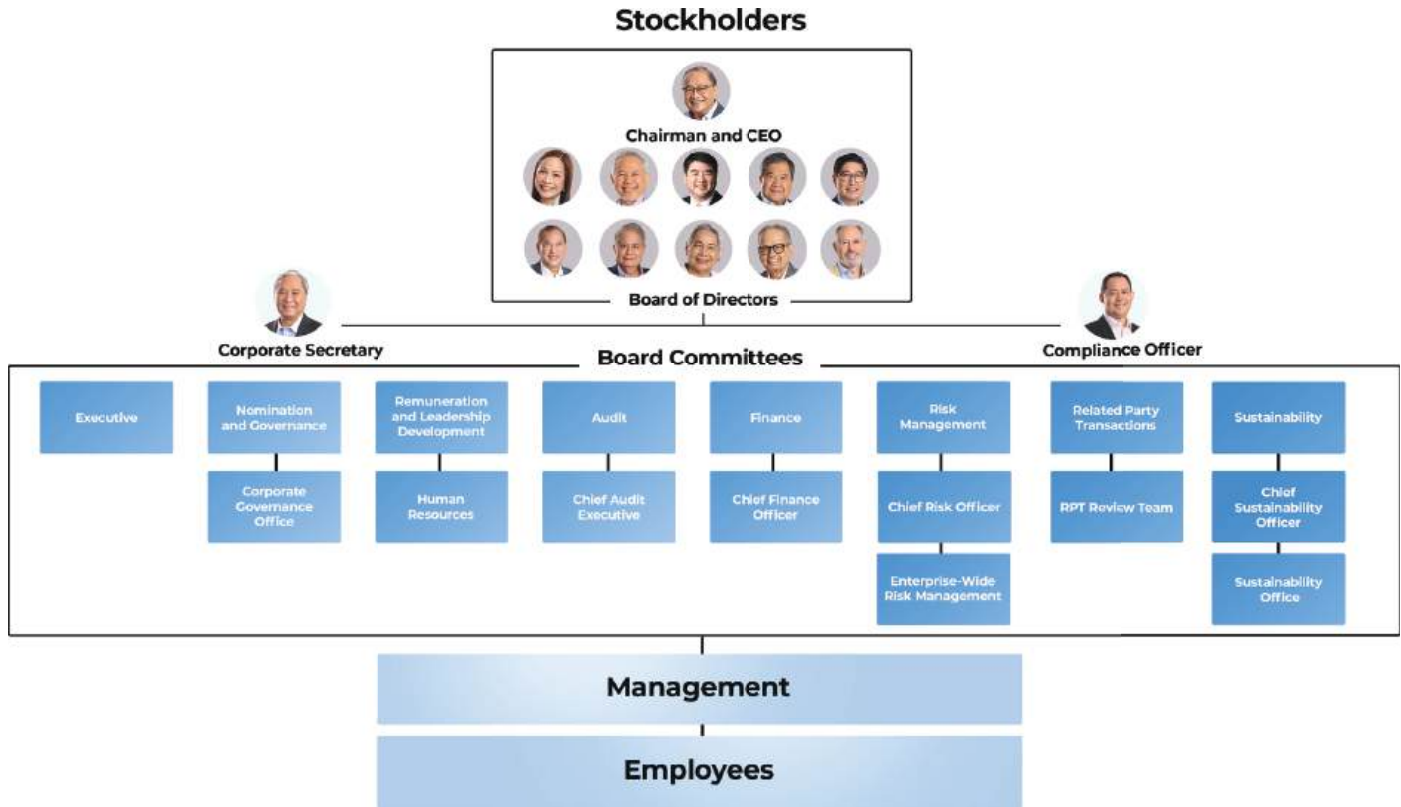 Stockholders
Chairman and CEO
Board of Directors
Corporate Secretary
Compliance Officer
Board Committees
Executive
Nomination
and Governance
Remuneration
and Leadership
Development
Audit
Finance
Risk
Management
Related Party
Transactions
Sustainability
Corporate
Governance
Office
Human
Resources
Chief Audit
Executive
Chief Finance
Officer
Chief Risk Officer
RPT Review Team
Chief
Sustainability
Officer
Enterprise-Wide
Risk Management
Sustainability
Office
Management
Employees